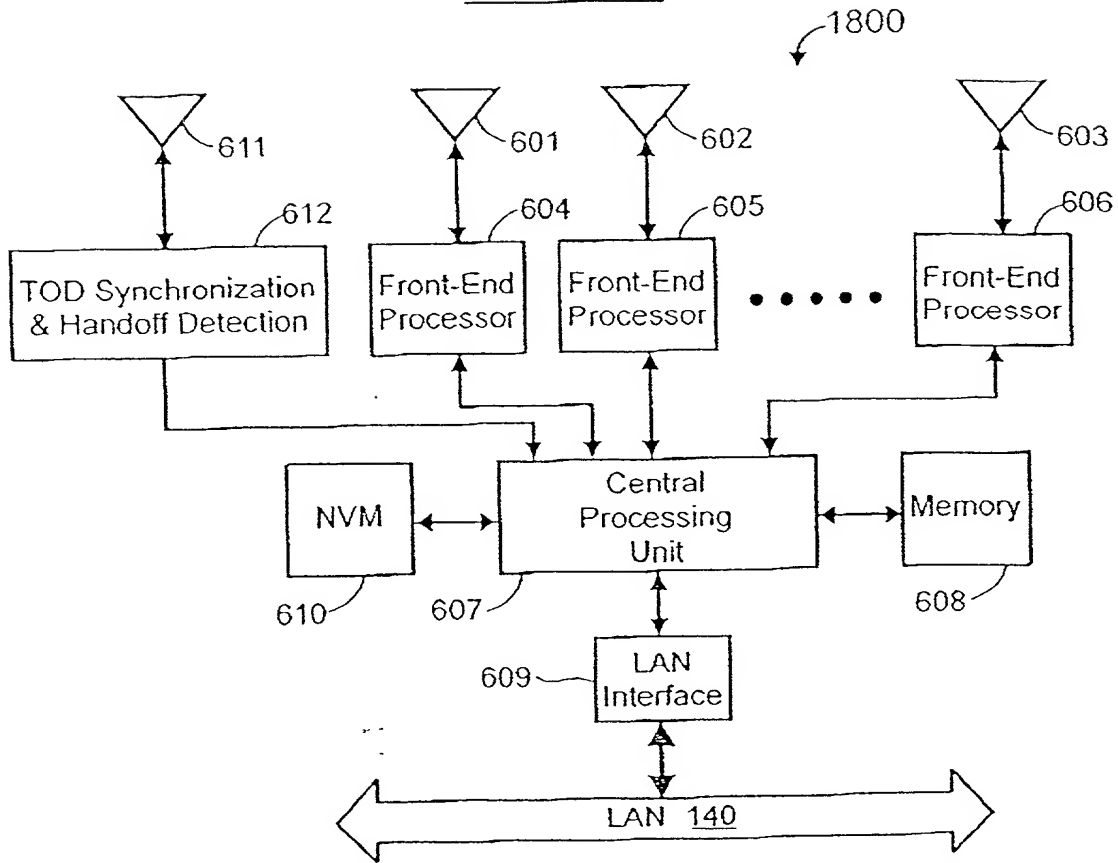 1800
611
601
602
603
612
604
605
606
TOD Synchronization
& Handoff Detection
Front-End
Processor
Front-End
Processor
Front-End
Processor
NVM
Central
Processing
Unit
Memory
610
607
608
609
LAN
Interface
LAN 140